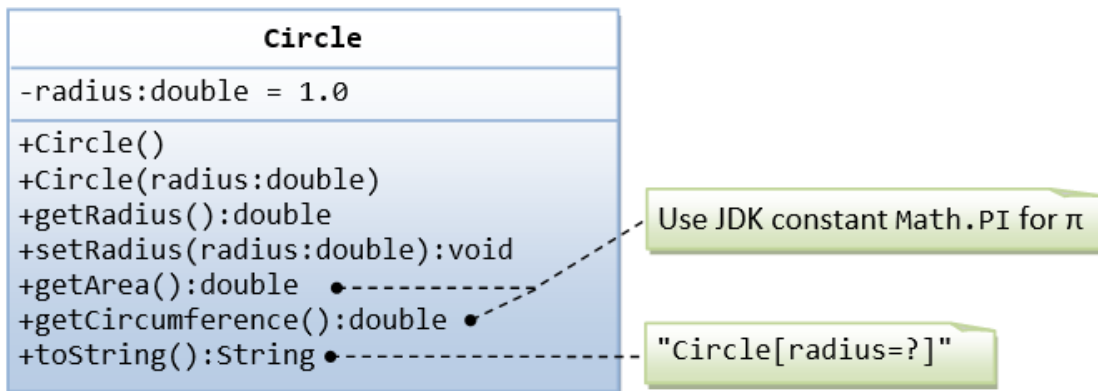 Circle
-radius:double = 1.0
+Circle()
+Circle(radius:double)
+getRadius():double
+setRadius(radius:double):void
+getArea():double
+getCircumference():double
+toString():String
Use JDK constant Math.PI for π
"Circle[radius=?]"